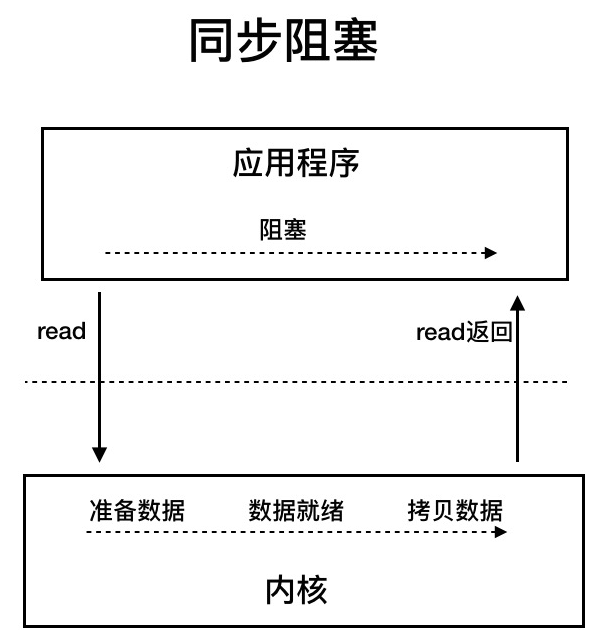 同步阻塞
应用程序
阻塞
read
read返回
准备数据 数据就绪 拷贝数据
内核